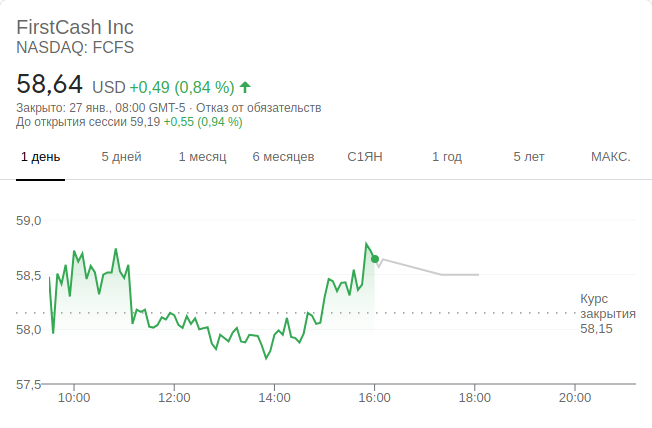 FirstCash Inc
NASDAQ: FCFS
58,64 USD +0,49 (0,84 %)
Закрыто: 27 янв., 08:00 GMT-5 · Отказ от обязательств
До открытия сессии 59,19 +0,55 (0,94 %)
1 день 5 дней 1 месяц 6 месяцев С1ЯН 1 год 5 лет МАКС.
59,0
58,5
Курс
закрытия
58,15
58,0
57,5
10:00 12:00 14:00 16:00 18:00 20:00